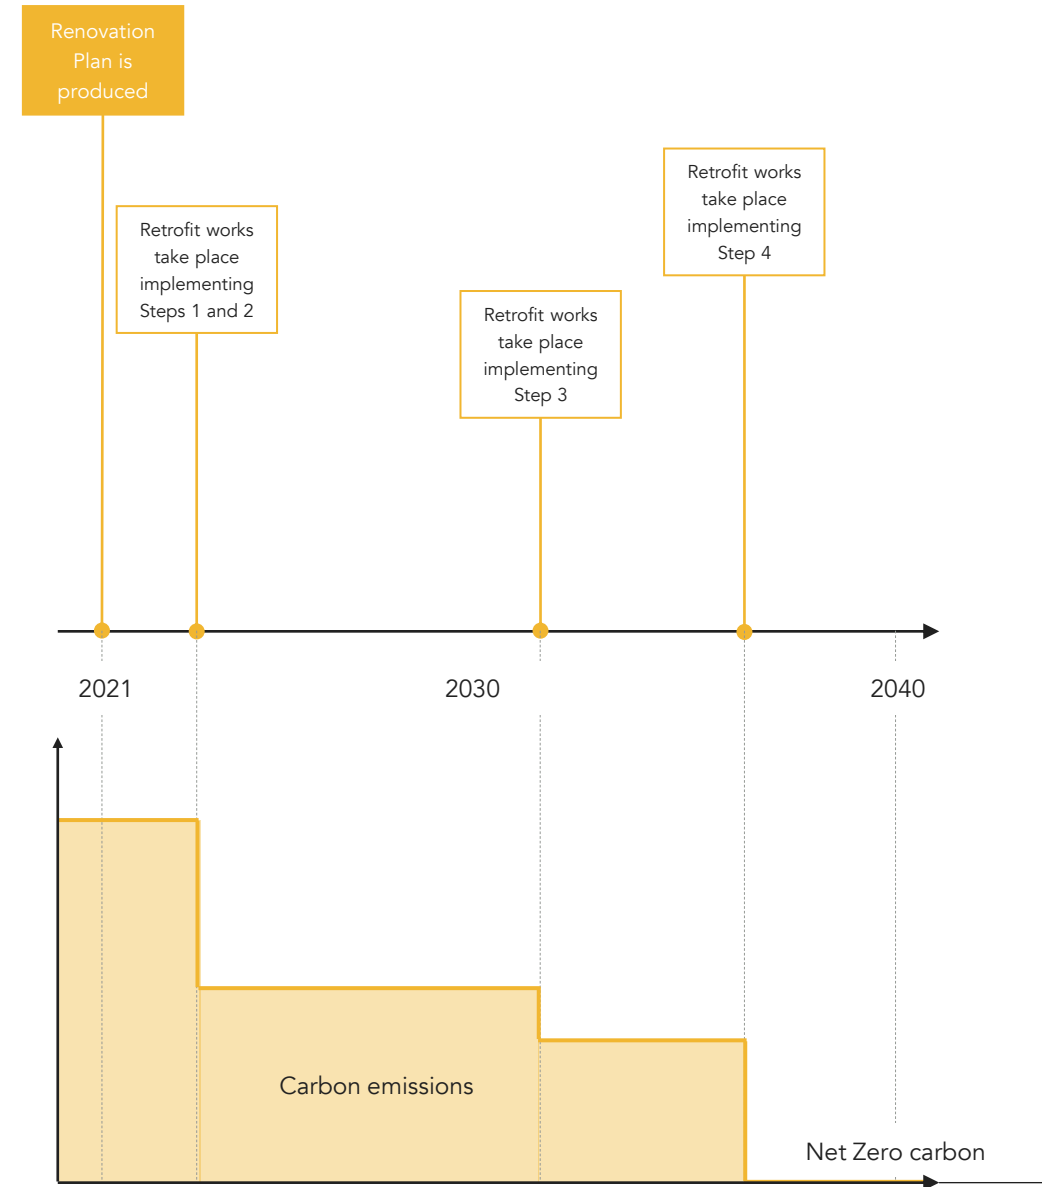 Renovation
Plan is
produced
Retrofit works
take place
implementing
Steps 1 and 2
Retrofit works
take place
implementing
Step 3
Retrofit works
take place
implementing
Step 4
2021
2030
2040
Carbon emissions
Net Zero carbon